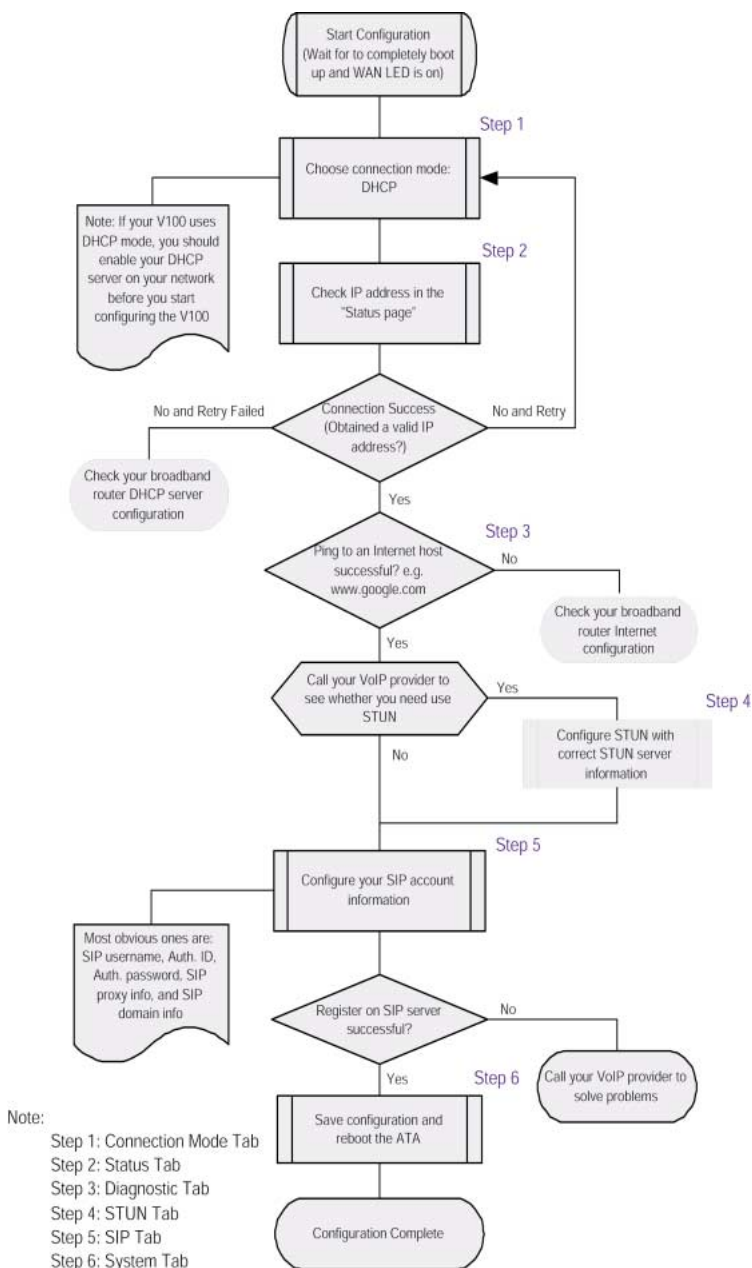 Start Configuration
(Wait for to completely boot
up and WAN LED is on)
Step 1
Choose connection mode:
DHCP
Note: If your V100 uses
DHCP mode, you should
enable your DHCP
server on your network
before you start
configuring the V100
Step 2
Check IP address in the
"Status page"
No and Retry Failed
Connection Success
(Obtained a valid IP
address?)
No and Retry
Check your broadband
router DHCP server
configuration
Yes
Step 3
Ping to an Internet host
successful? e.g.
www.google.com
No
Check your broadband
router Internet
configuration
Yes
Call your VoIP provider to
see whether you need use
STUN
Yes
Step 4
Configure STUN with
correct STUN server
information
No
Step 5
Configure your SIP account
information
Most obvious ones are:
SIP username, Auth. ID,
Auth. password, SIP
proxy info, and SIP
domain info
Register on SIP server
successful?
No
Call your VoIP provider to
solve problems
Yes
Step 6
Save configuration and
reboot the ATA
Configuration Complete
Note:
Step 1: Connection Mode Tab
Step 2: Status Tab
Step 3: Diagnostic Tab
Step 4: STUN Tab
Step 5: SIP Tab
Step 6: System Tab